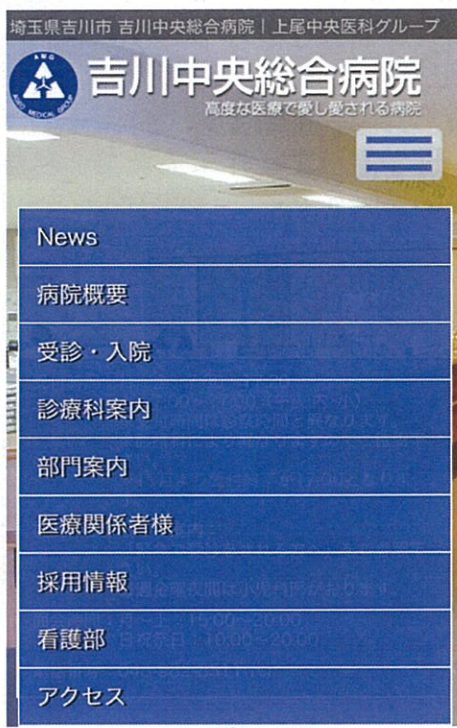 埼玉県吉川市 吉川中央総合病院｜上尾中央医科グループ
AMG
AGEO MEDICAL GROUP
吉川中央総合病院
高度な医療で愛し愛される病院
News
病院概要
受診・入院
診療科案内
部門案内
医療関係者様
採用情報
看護部
アクセス